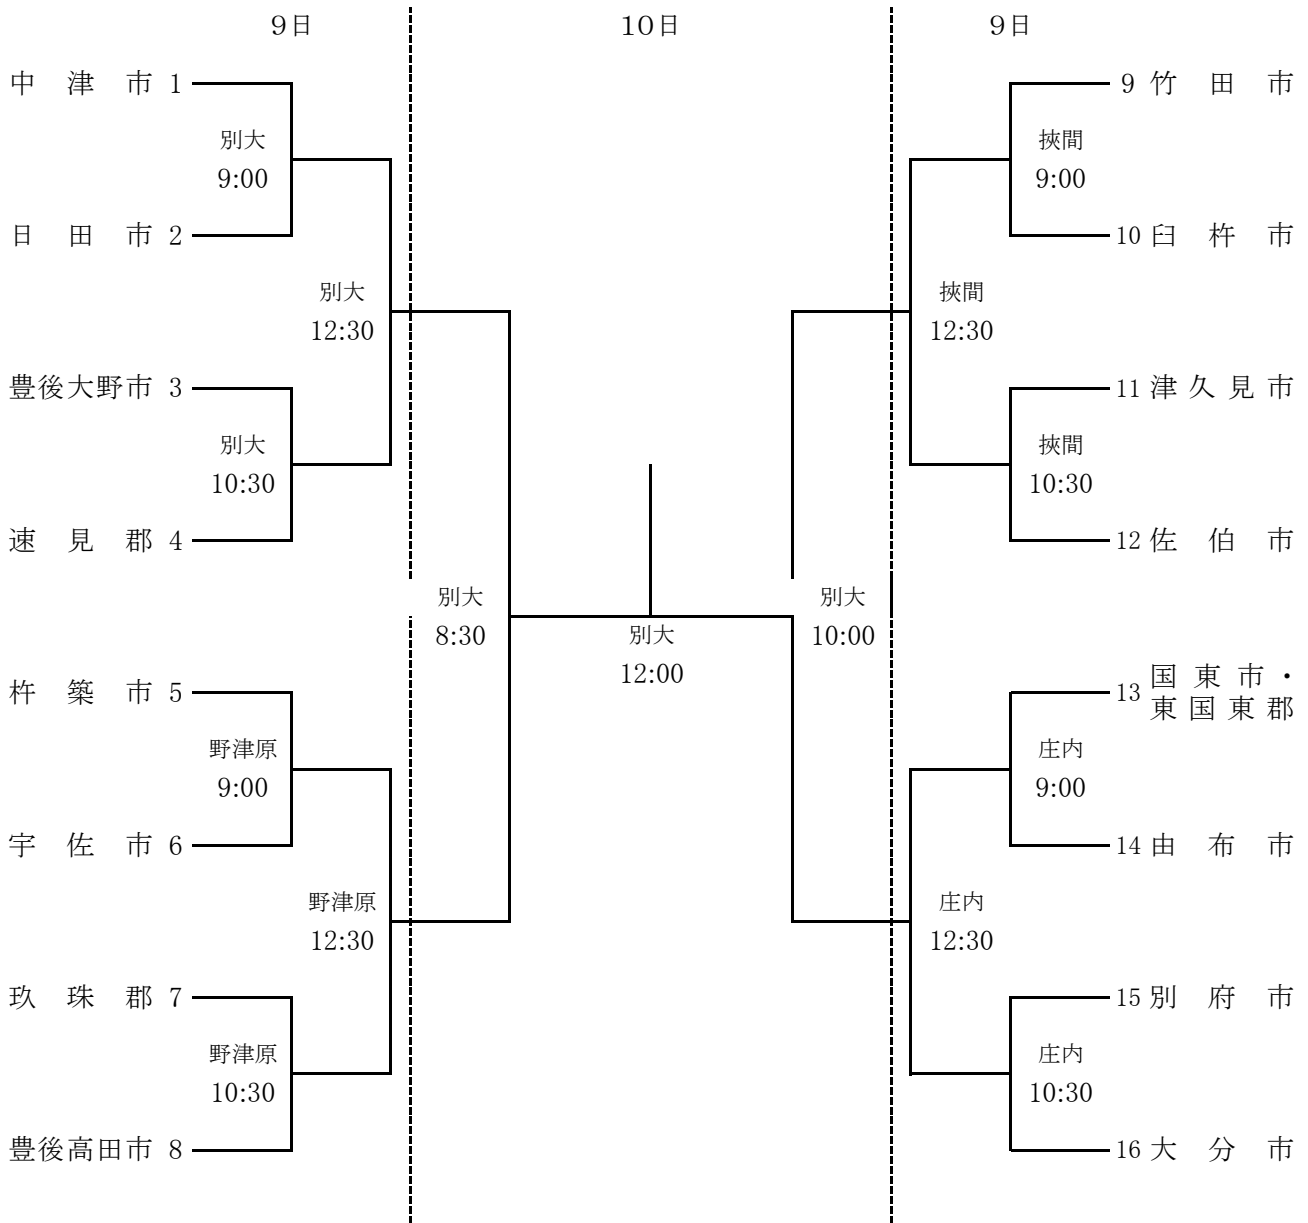 9日 10日 9日
中津市 1
9 竹田市
別大
9:00
挾間
9:00
日田市 2
10 臼杵市
別大
12:30
挾間
12:30
豊後大野市 3
11 津久見市
別大
10:30
挾間
10:30
速見郡 4
12 佐伯市
別大
8:30
別大
12:00
別大
10:00
杵築市 5
13 国東市・
東国東郡
野津原
9:00
庄内
9:00
宇佐市 6
14 由布市
野津原
12:30
庄内
12:30
玖珠郡 7
15 別府市
野津原
10:30
庄内
10:30
豊後高田市 8
16 大分市